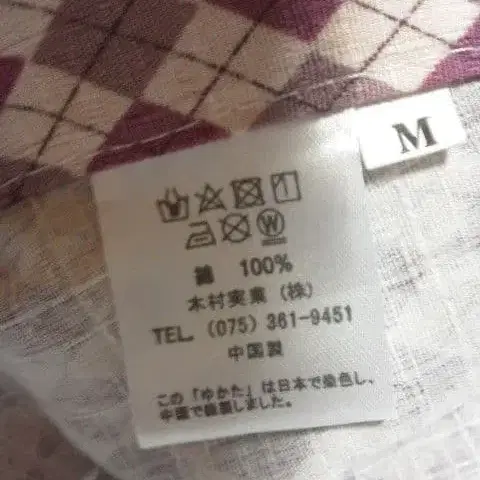 M
W
綿 100%
木村実業（株）
TEL. (075) 361-9451
中国製
この「ゆかた」は日本で染色し、
中国で縫製しました。